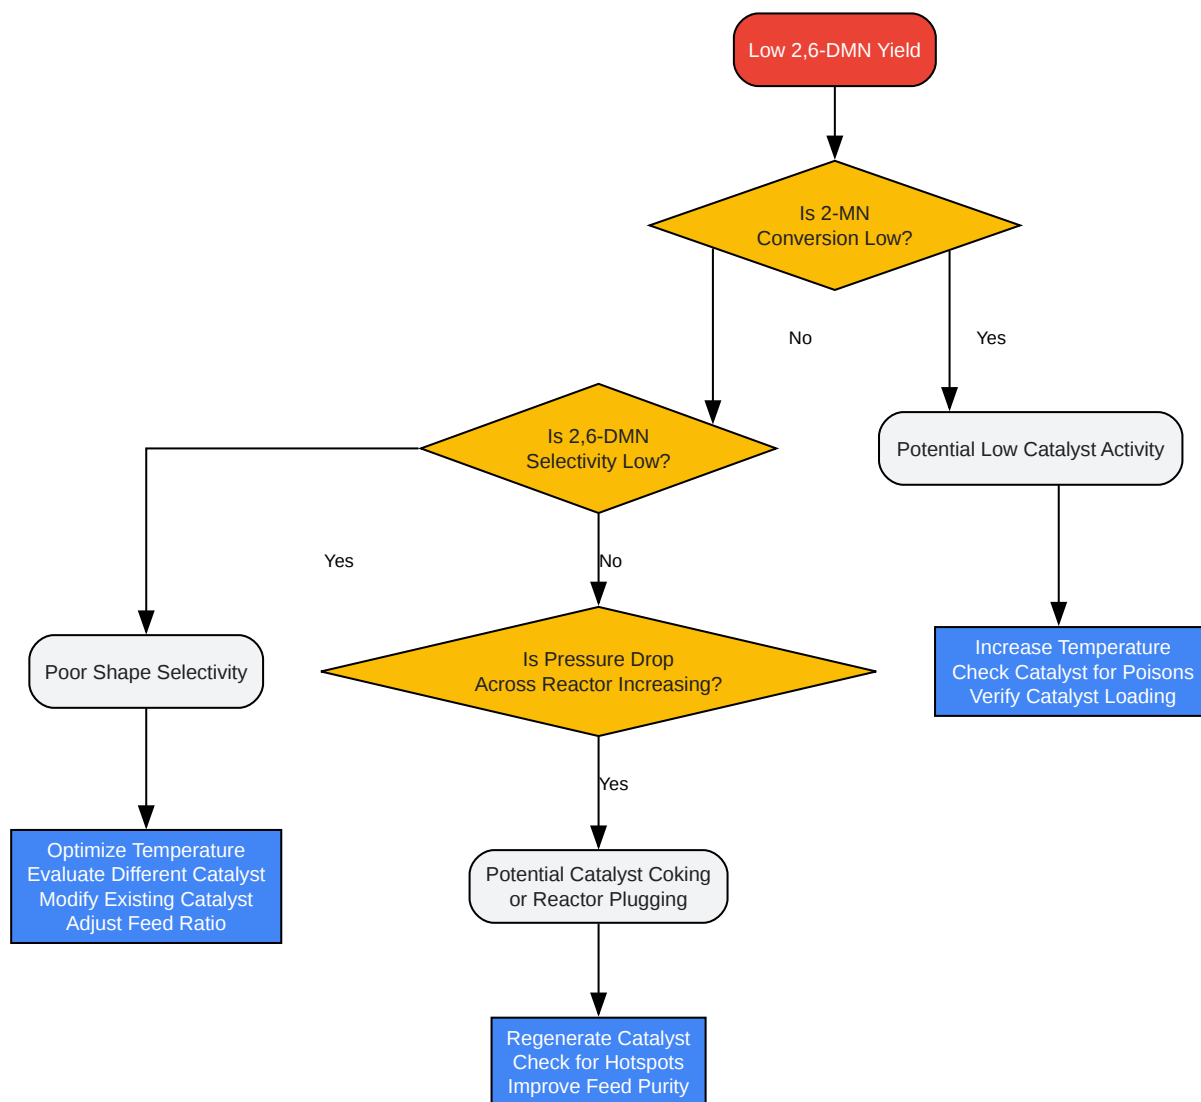 Low 2,6-DMN Yield
Is 2-MN
Conversion Low?
No
Yes
Is 2,6-DMN
Selectivity Low?
Potential Low Catalyst Activity
Yes
No
Poor Shape Selectivity
Is Pressure Drop
Across Reactor Increasing?
Increase Temperature
Check Catalyst for Poisons
Verify Catalyst Loading
Yes
Optimize Temperature
Evaluate Different Catalyst
Modify Existing Catalyst
Adjust Feed Ratio
Potential Catalyst Coking
or Reactor Plugging
Regenerate Catalyst
Check for Hotspots
Improve Feed Purity